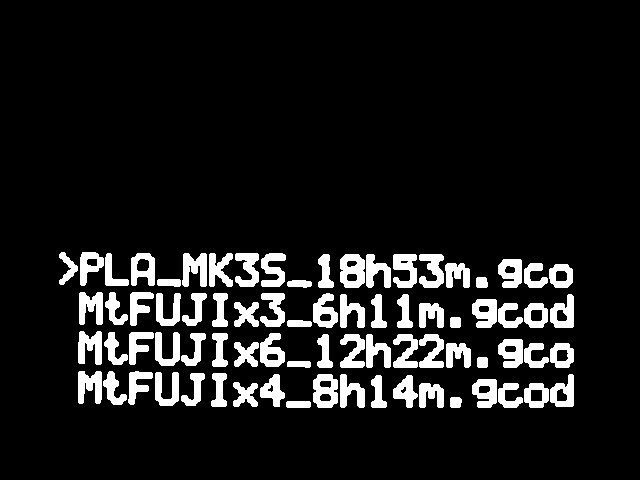 >PLA_MK3S_18h53m.gco
MtFUJIx3_6h11m.gcod
MtFUJIx6_12h22m.gco
MtFUJIx4_8h14m.gcod